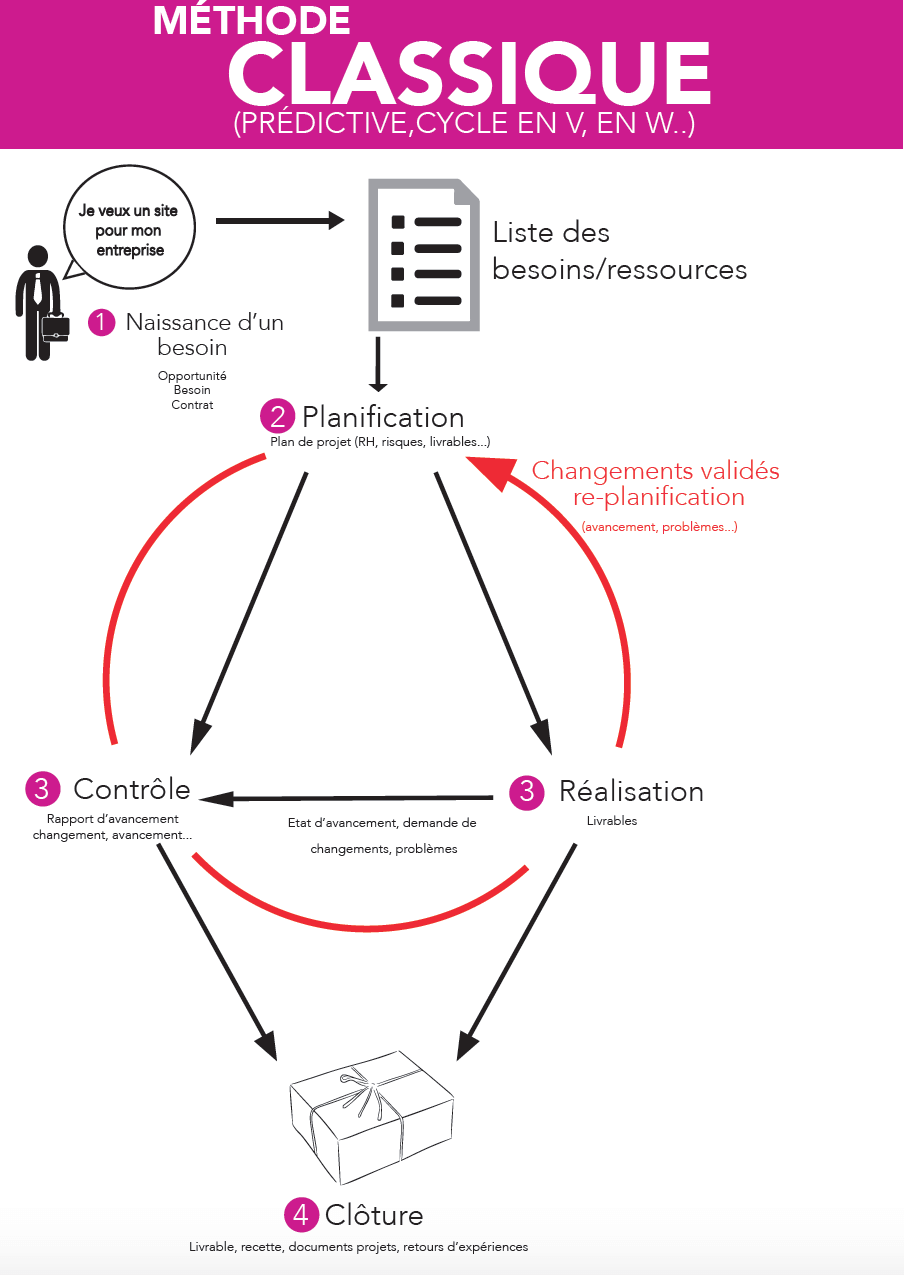 MÉTHODE
CLASSIQUE
(PRÉDICTIVE,CYCLE EN V, EN W..)
Je veux un site
pour mon
entreprise
Liste des
besoins/ressources
1 Naissance d'un
besoin
Opportunité
Besoin
Contrat
2 Planification
Plan de projet (RH, risques, livrables...)
Changements validés
re-planification
(avancement, problèmes...)
3 Contrôle
Rapport d'avancement
changement, avancement...
Etat d'avancement, demande de
changements, problèmes
3 Réalisation
Livrables
4 Clôture
Livrable, recette, documents projets, retours d'expériences